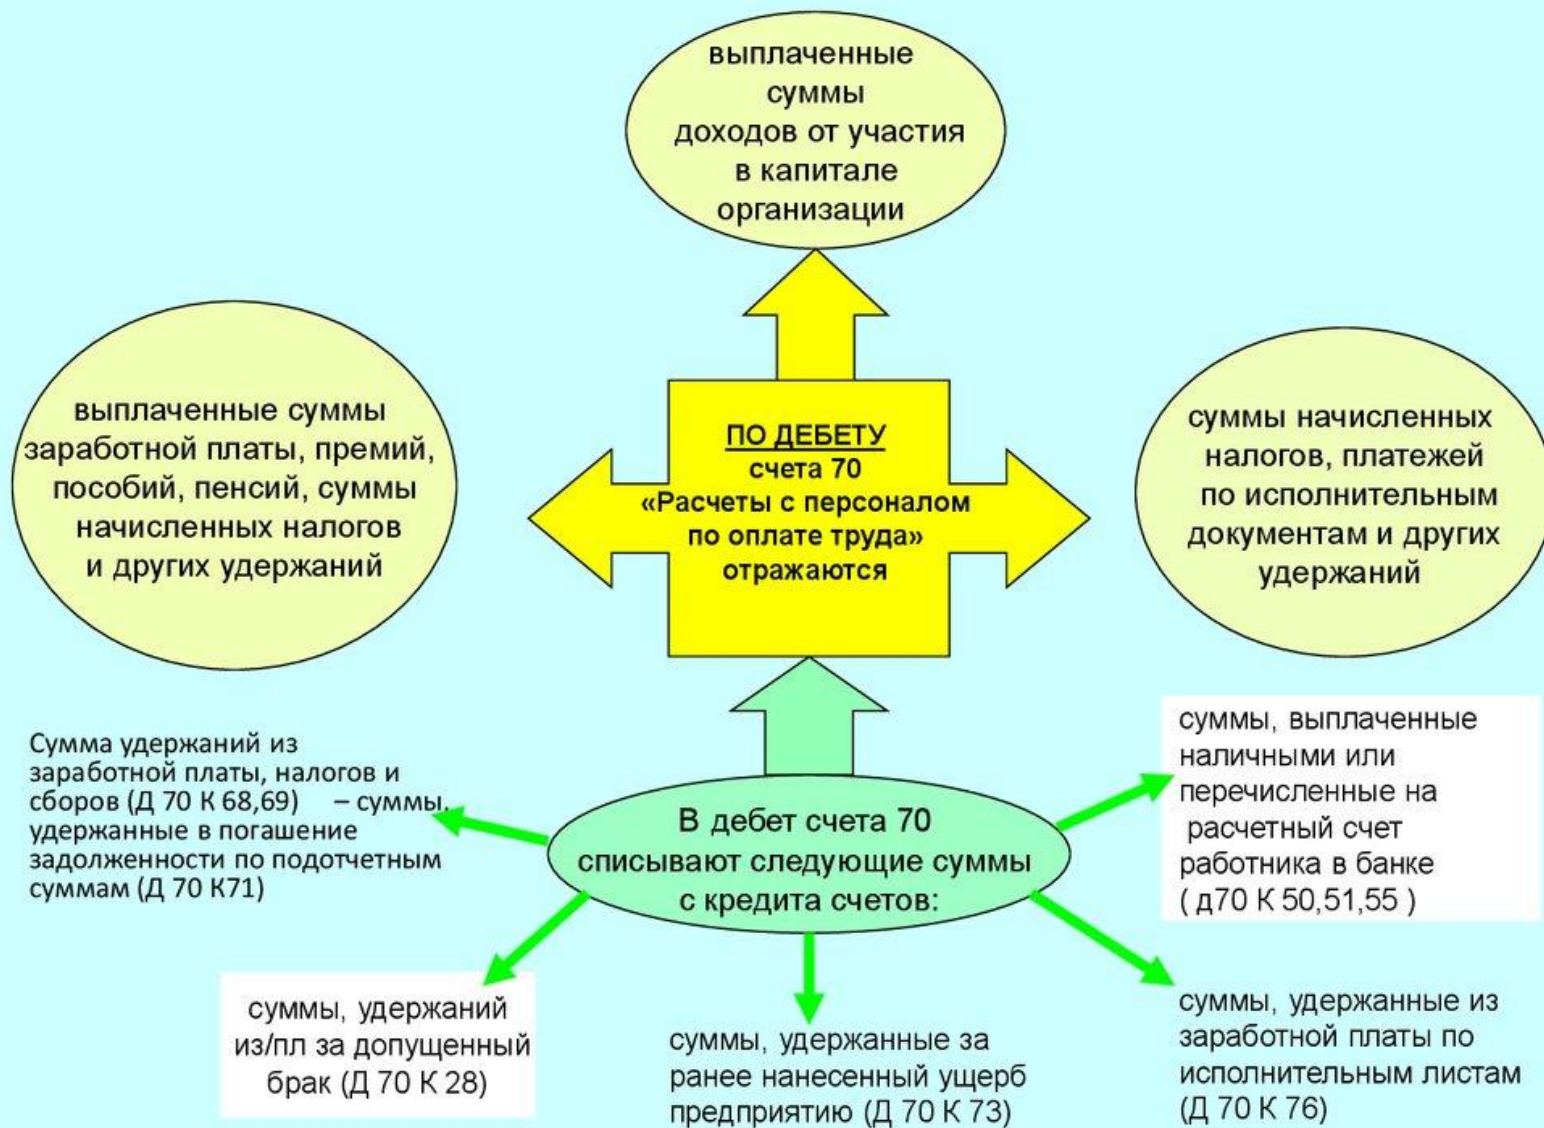 выплаченные
суммы
доходов от участия
в капитале
организации
выплаченные суммы
заработной платы, премий,
пособий, пенсий, суммы
начисленных налогов
и других удержаний
ПО ДЕБЕТУ
счета 70
«Расчеты с персоналом
по оплате труда»
отражаются
суммы начисленных
налогов, платежей
по исполнительным
документам и других
удержаний
Сумма удержаний из
заработной платы, налогов и
сборов (Д 70 К 68,69) – суммы,
удержанные в погашение
задолженности по подотчетным
суммам (Д 70 К71)
В дебет счета 70
списывают следующие суммы
с кредита счетов:
суммы, выплаченные
наличными или
перечисленные на
расчетный счет
работника в банке
( д70 К 50,51,55 )
суммы, удержаний
из/пл за допущенный
брак (Д 70 К 28)
суммы, удержанные за
ранее нанесенный ущерб
предприятию (Д 70 К 73)
суммы, удержанные из
заработной платы по
исполнительным листам
(Д 70 К 76)